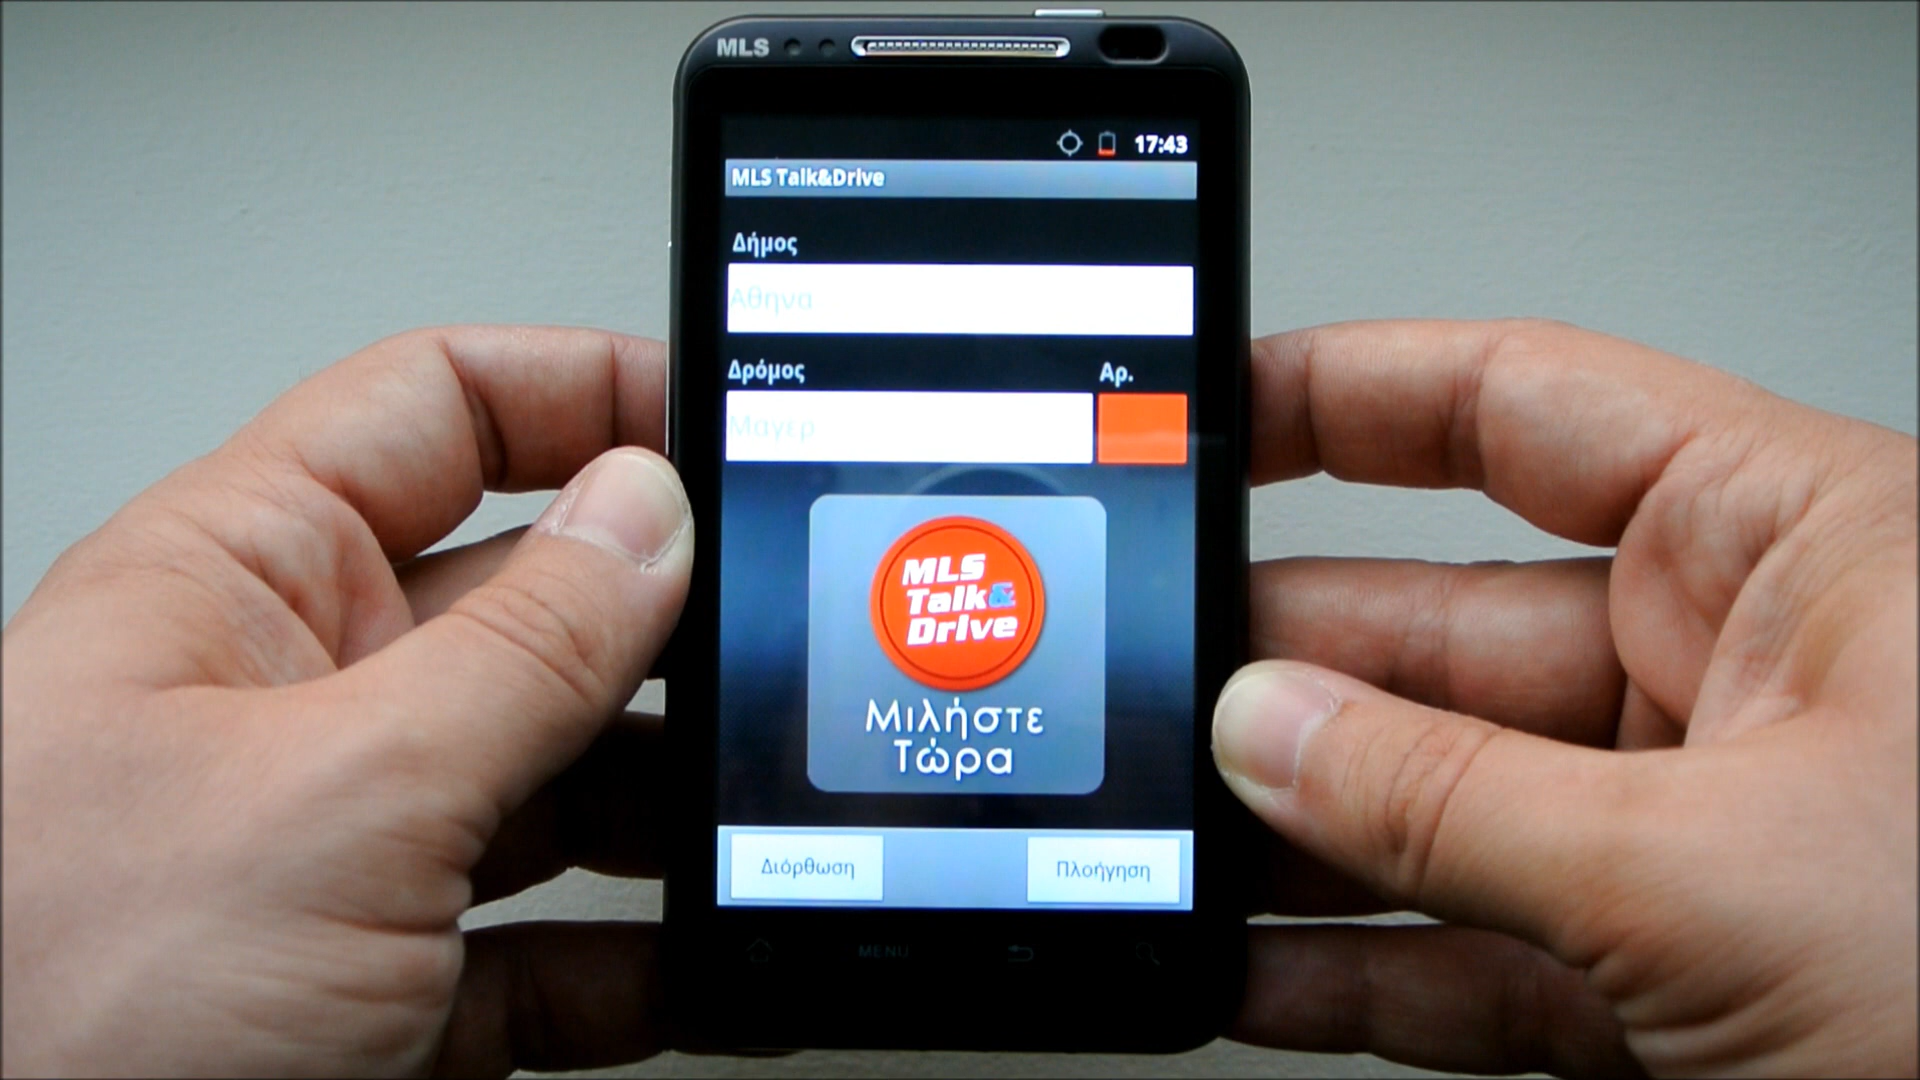 MLS
17:43
MLS Talk&Drive
Δήμος
Αθηνα
Δρόμος Αρ.
Μαγερ
MLS
Talk&
Drive
Μιλήστε
Τώρα
Διόρθωση Πλοήγηση
MENU